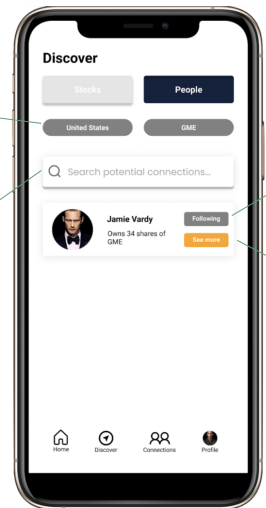 Discover
Stocks
People
United States
GME
Search potential connections...
Jamie Vardy
Following
Owns 34 shares of
GME
See more
Home
Discover
Connections
Profile